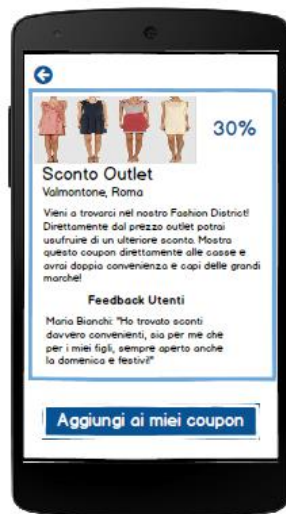 30%
Sconto Outlet
Valmontone, Roma
Vieni a trovarci nel nostro Fashion District!
Direttamente dal prezzo outlet potrai
usufruire di un ulteriore sconto. Mostra
questo coupon direttamente alle casse e
avrai doppia convenienza e capi delle grandi
marche!
Feedback Utenti
Maria Bianchi: "Ho trovato sconti
davvero convenienti, sia per me che
per i miei figli, sempre aperto anche
la domenica e festivi!"
Aggiungi ai miei coupon